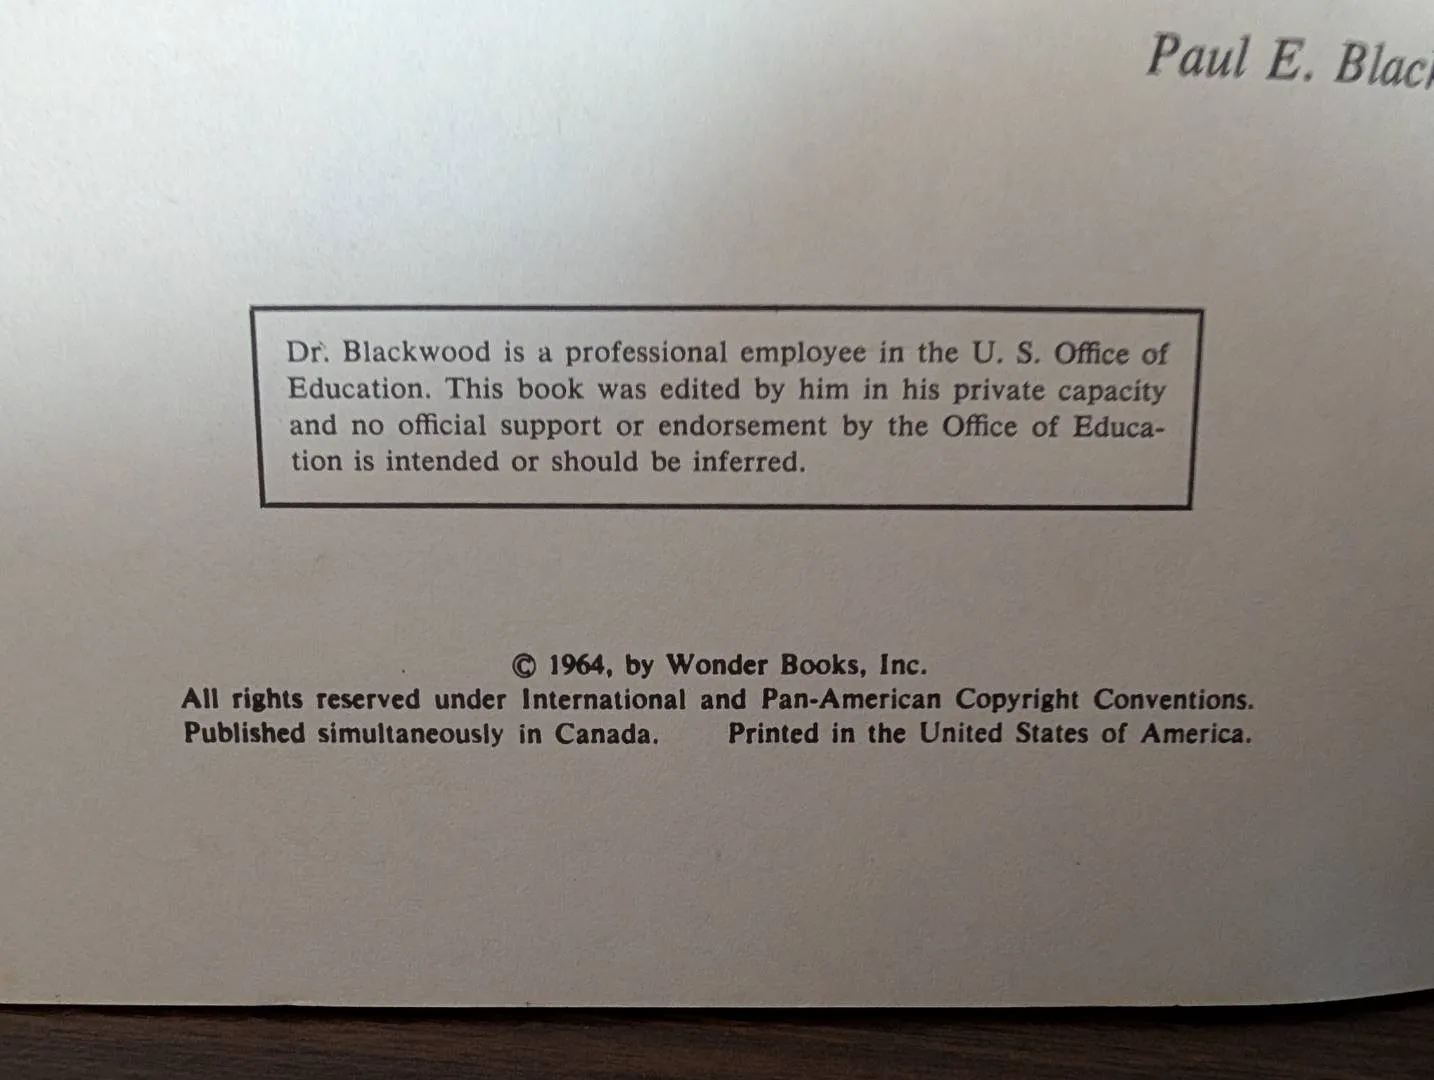 Paul E. Black
Dr. Blackwood is a professional employee in the U. S. Office of
Education. This book was edited by him in his private capacity
and no official support or endorsement by the Office of Educa-
tion is intended or should be inferred.
© 1964, by Wonder Books, Inc.
All rights reserved under International and Pan-American Copyright Conventions.
Published simultaneously in Canada. Printed in the United States of America.